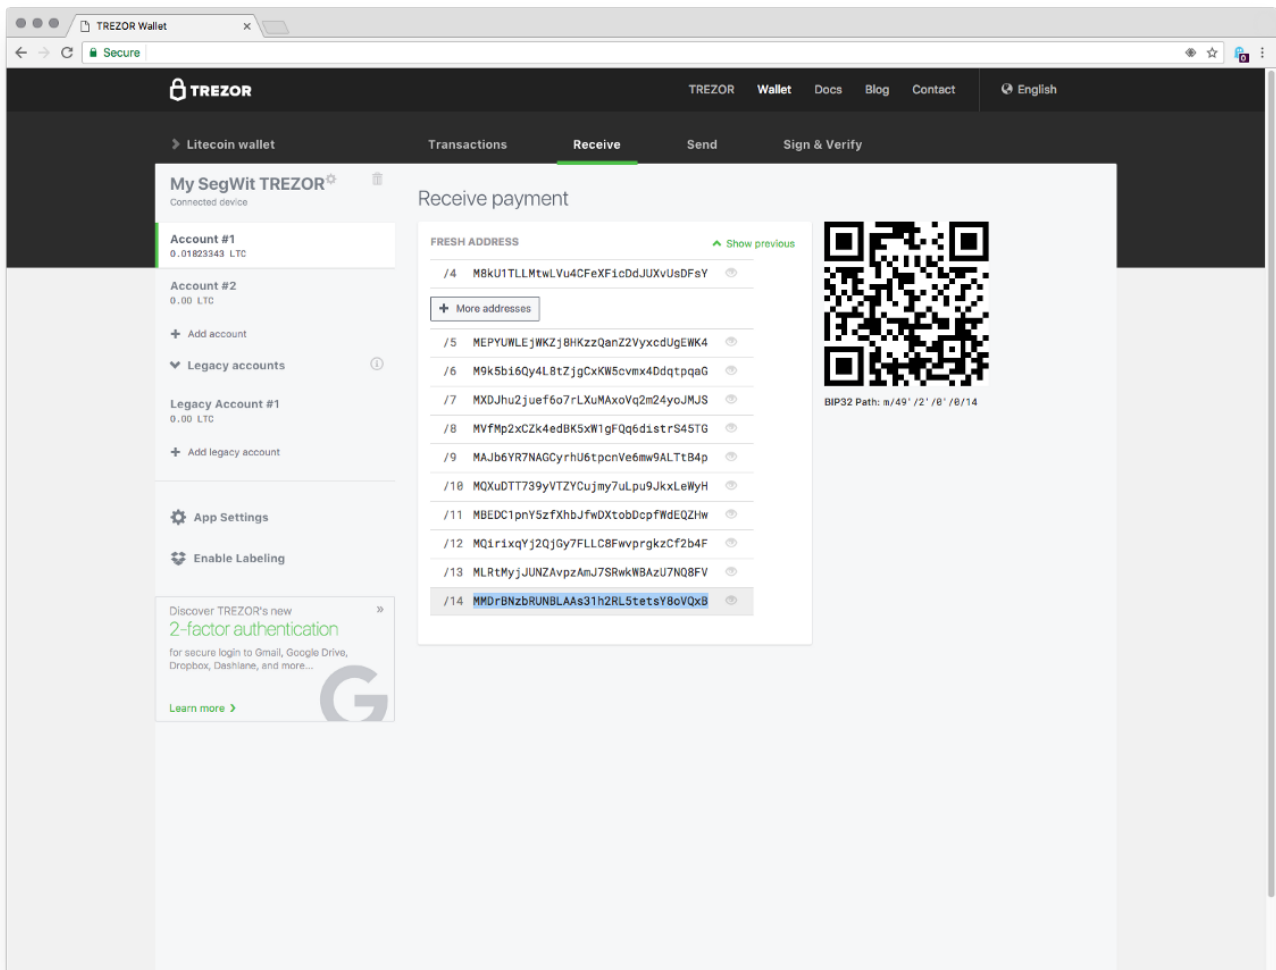 TREZOR Wallet
Secure
TREZOR
TREZOR Wallet Docs Blog Contact English
Litecoin wallet
Transactions Receive Send Sign & Verify
My SegWit TREZOR
Connected device
Account #1
0.01823343 LTC
Account #2
0.00 LTC
Add account
Legacy accounts
Legacy Account #1
0.00 LTC
Add legacy account
App Settings
Enable Labeling
Discover TREZOR's new
2-factor authentication
for secure login to Gmail, Google Drive,
Dropbox, Dashlane, and more...
Learn more
Receive payment
FRESH ADDRESS Show previous
/4 M8kU1TLLMtwLVu4CFeXFicDdJUXvUsDFsY
+ More addresses
/5 MEPYUWLEjWKZj8HKzzQanZ2VyxcdUgEWK4
/6 M9k5bi6Qy4L8tZjgCxKW5cvmx4DdqtpqaG
/7 MXDJhu2juef6o7rLXuMAxoVq2m24yoJMJS
/8 MVfMp2xCZk4edBK5xW1gFQq6distrS45TG
/9 MAJb6YR7NAGCyrhU6tpcnVe6mw9ALTtB4p
/10 MQXuDTT739yVTZYCujmy7uLpu9JkxLeWyH
/11 MBEDC1pnY5zfXhbJfwDXtobDcpfWdEQZHw
/12 MQirixqYj2QjGy7FLLC8FwvprgkzCf2b4F
/13 MLRtMyjJUNZAvpzAmJ7SRwkWBAzU7NQ8FV
/14 MMDrBNzbRUNBLAAs31h2RL5tetsY8oVQxB
BIP32 Path: m/49'/2'/0'/0/14